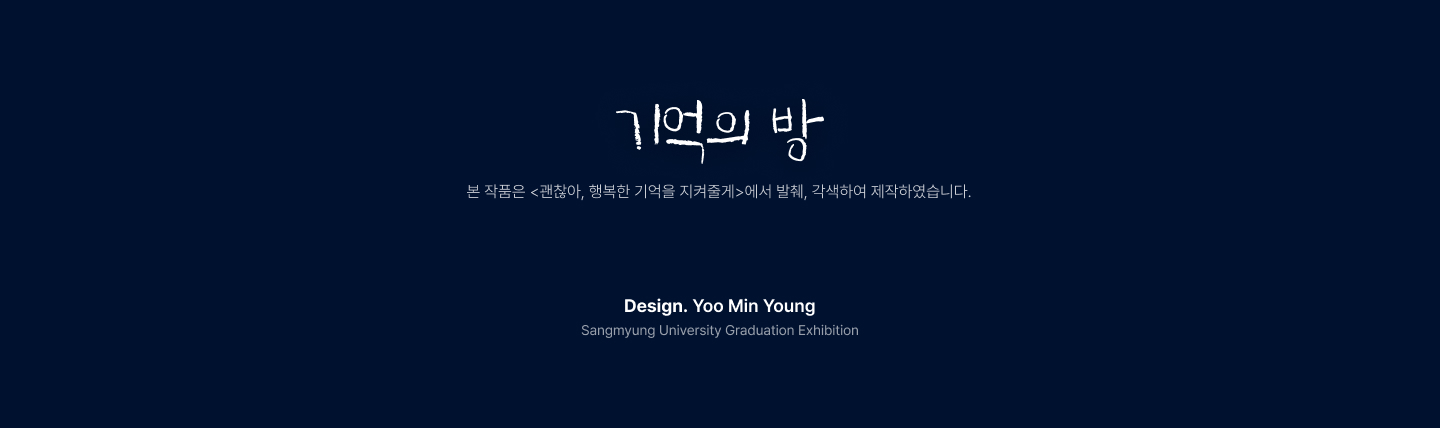 기억의 방
본 작품은 <괜찮아, 행복한 기억을 지켜줄게>에서 발췌, 각색하여 제작하였습니다.
Design. Yoo Min Young
Sangmyung University Graduation Exhibition